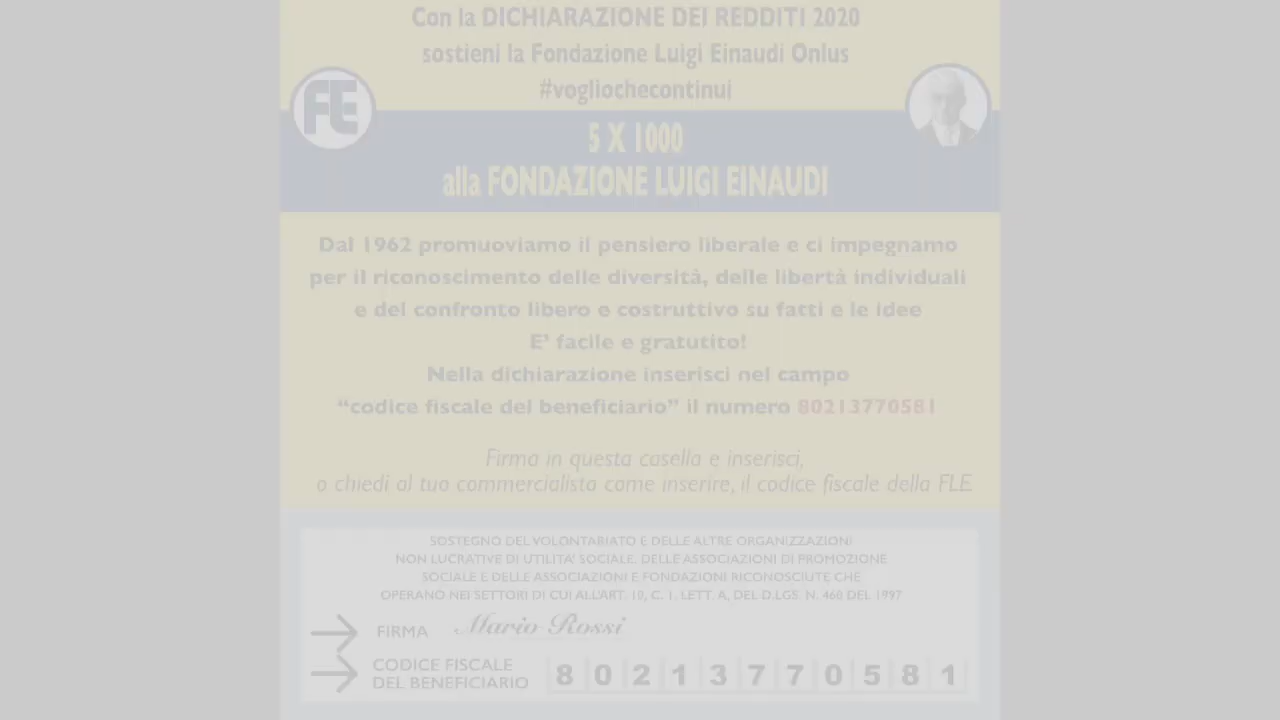 Con la DICHIARAZIONE DEI REDDITI 2020
sostieni la Fondazione Luigi Einaudi Onlus
#vogliochecontinui
FE
5 X 1000
alla FONDAZIONE LUIGI EINAUDI
Dal 1962 promuoviamo il pensiero liberale e ci impegnamo
per il riconoscimento delle diversità, delle libertà individuali
e del confronto libero e costruttivo su fatti e le idee
E' facile e gratutito!
Nella dichiarazione inserisci nel campo
“codice fiscale del beneficiario” il numero 80213770581
Firma in questa casella e inserisci,
o chiedi al tuo commercialista come inserire, il codice fiscale della FLE
SOSTEGNO DEL VOLONTARIATO E DELLE ALTRE ORGANIZZAZIONI
NON LUCRATIVE DI UTILITA' SOCIALE. DELLE ASSOCIAZIONI DI PROMOZIONE
SOCIALE E DELLE ASSOCIAZIONI E FONDAZIONI RICONOSCIUTE CHE
OPERANO NEI SETTORI DI CUI ALL'ART. 10, C. 1. LETT. A, DEL D.LGS. N. 460 DEL 1997
FIRMA Mario Rossi
CODICE FISCALE
DEL BENEFICIARIO 8 0 2 1 3 7 7 0 5 8 1